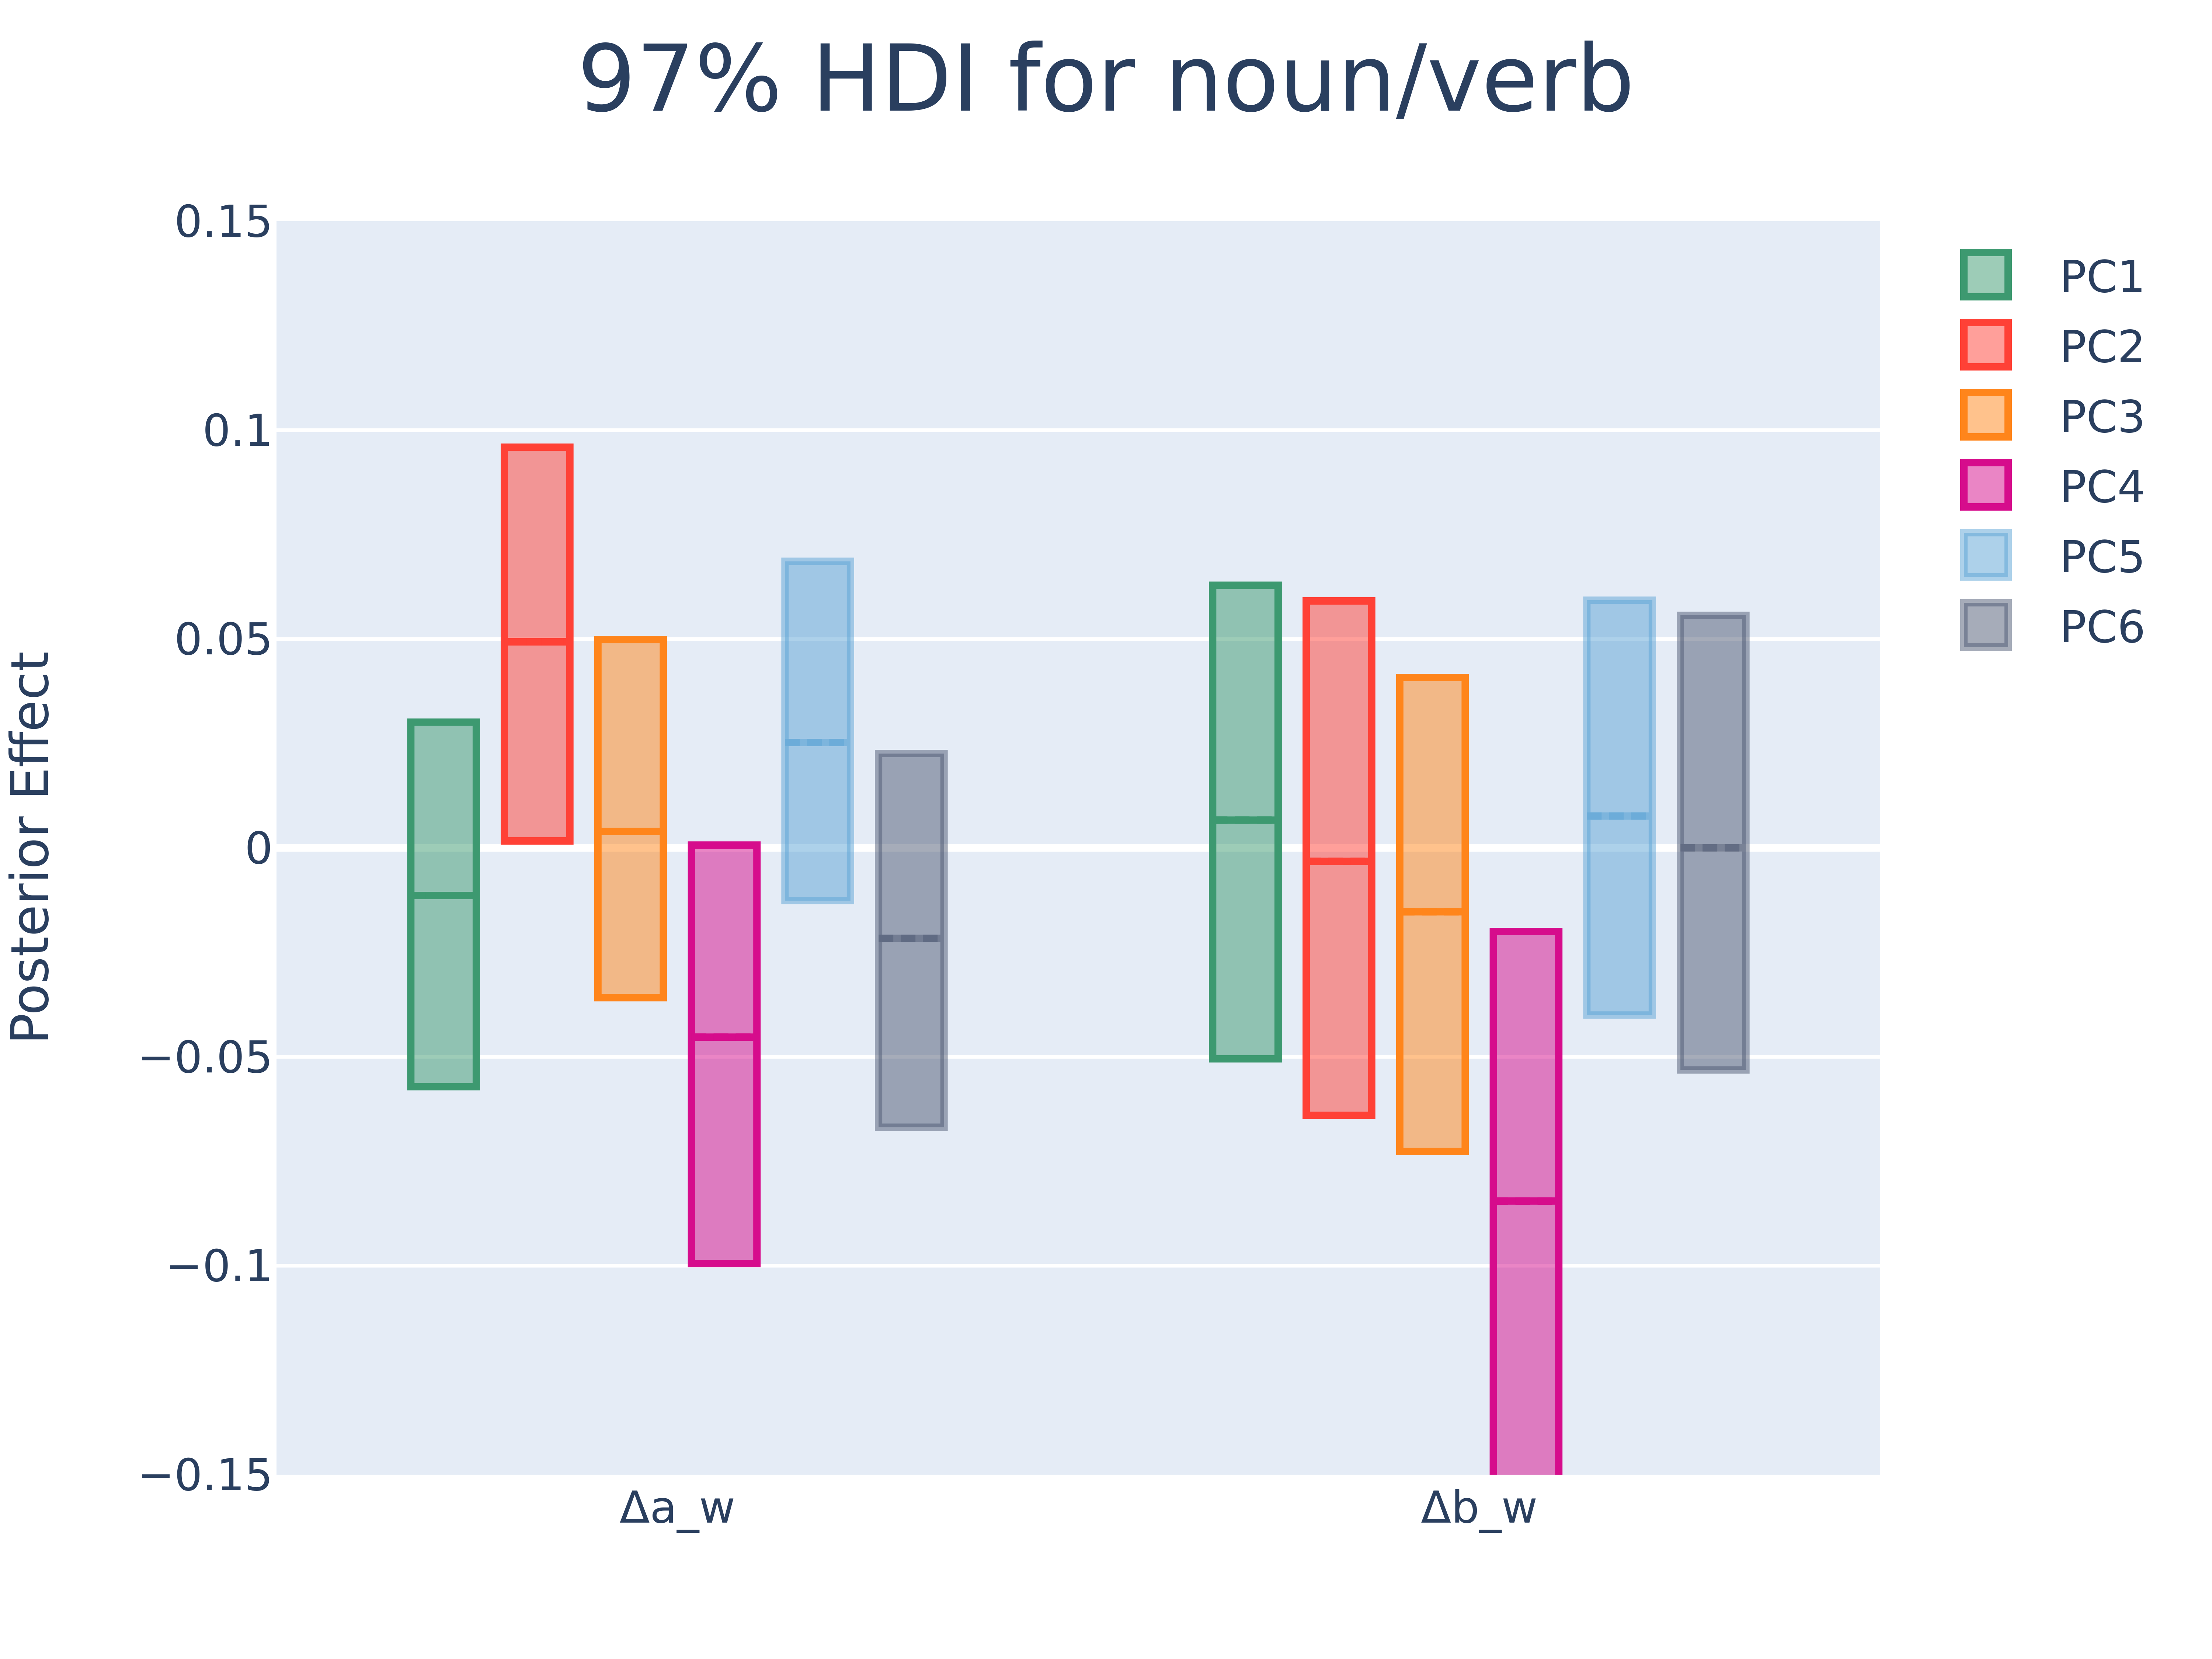 97% HDI for noun/verb
Posterior Effect
0.15
0.1
0.05
0
−0.05
−0.1
−0.15
Δa_w
Δb_w
PC1
PC2
PC3
PC4
PC5
PC6